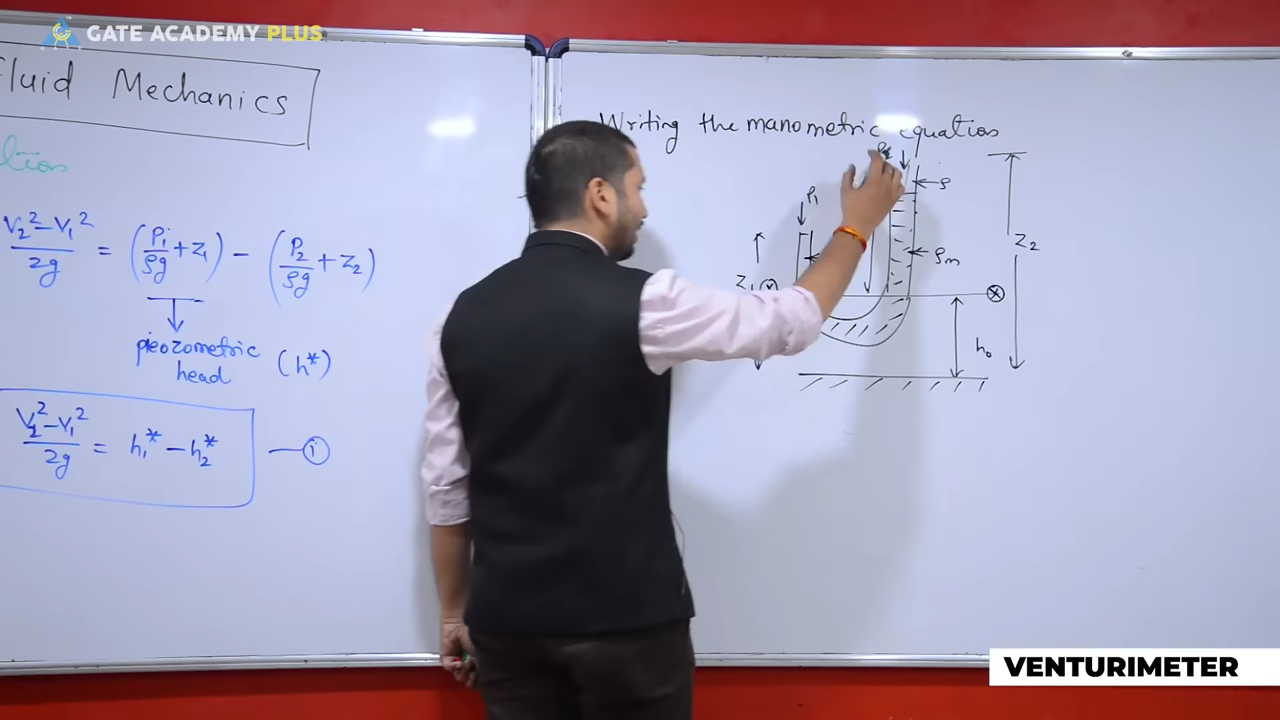 GATE ACADEMY PLUS
Fluid Mechanics
V₂² – V₁² / 2g = (P₁/ρg + Z₁) – (P₂/ρg + Z₂)
piezometric
head (h*)
V₂² – V₁² / 2g = h₁* – h₂* — (i)
Writing the manometric equation
P₁
ρ
Z₂
ρm
Z₁
h₀
VENTURIMETER